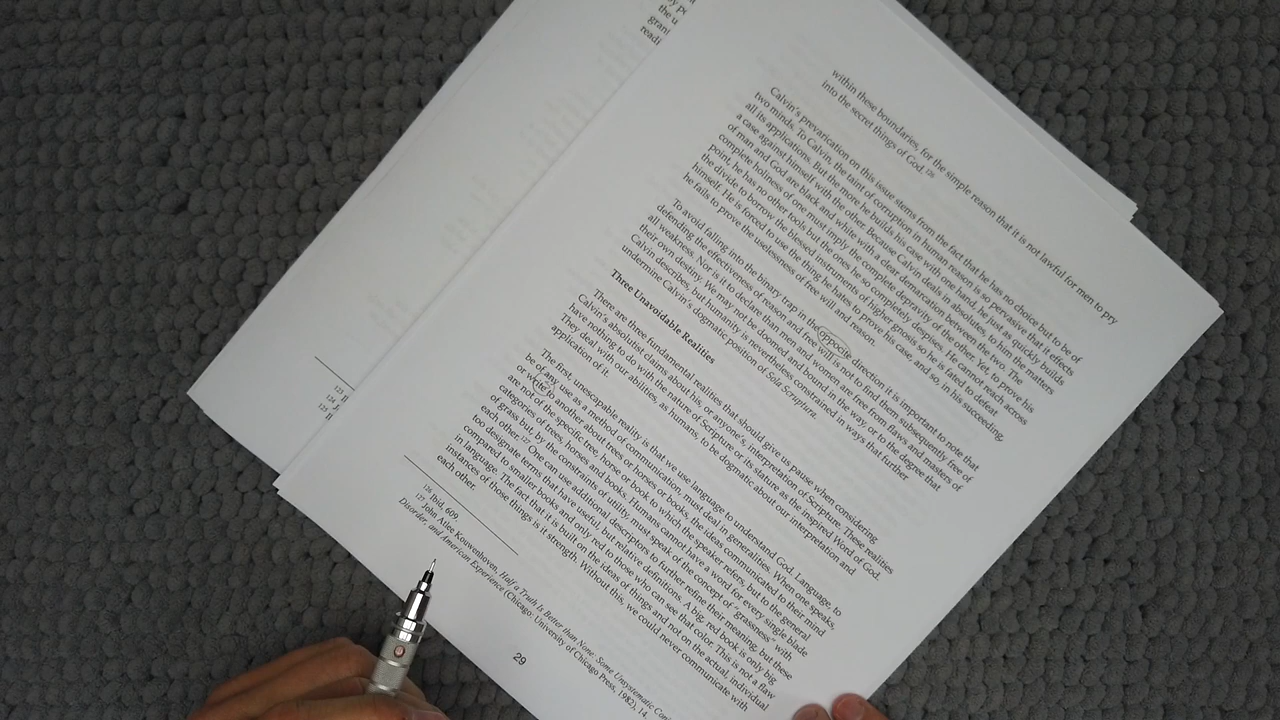 the u
readi
within these boundaries, for the simple reason that it is not lawful for men to pry
into the secret things of God.126
Calvin's prevarication on this issue stems from the fact that he has no choice but to be of
two minds. To Calvin, the taint of corruption in human reason is so pervasive that it effects
all its applications, but the more he builds his case with one hand, he just as quickly builds
a case against himself with the other. Because Calvin deals in absolutes, to him the matters
of man and God are black and white with a clear demarcation between the two. The
complete holiness of one must imply the complete depravity of the other. Yet, to prove his
point, he has no other tools but the ones he so completely despises. He cannot reach across
the divide to borrow the blessed instruments of higher gnosis so he is fated to defeat
himself. He is forced to use the thing he hates to prove his case, and so, in his succeeding,
he fails to prove the uselessness of free will and reason.
To avoid falling into the binary trap in the opposite direction it is important to note that
defending the effectiveness of reason and free will is not to find them subsequently free of
all weakness. Nor is it to declare than men and women are free from flaws and masters of
their own destiny. We may not be doomed and bound in the way, or to the degree that
Calvin describes, but humanity is nevertheless constrained in ways that further
undermine Calvin's dogmatic position of Sola Scriptura.
Three Unavoidable Realities
There are three fundamental realities that should give us pause when considering
Calvin's absolutist claims about his, or anyone's, interpretation of Scripture. These realities
have nothing to do with the nature of Scripture or its stature as the inspired Word of God.
They deal with our abilities, as humans, to be dogmatic about our interpretation and
application of it.
The first, unescapable reality is that we use language to understand God. Language, to
be of any use as a method of communication, must deal in generalities. When one speaks,
or write to another about trees or horses or books, the ideas communicated to their mind
are not of the specific tree, horse or book to which the speaker refers, but to the general
categories of trees, horses and books. Humans cannot have a word for every single blade
of grass, but, by the constraints of utility, must speak of the concept of "grassness" with
each other.127 One can use additional descriptors to further refine their meaning, but these
too designate terms that have useful, but relative definitions. A big, red book is only big
compared to smaller books and only red to those who can see that color. This is not a flaw
in language. The fact that it is built on the ideas of things and not on the actual, individual
instances of those things is it strength. Without this, we could never communicate with
each other.
126 Ibid, 609
127 John Atlee Kouwenhoven, Half a Truth Is Better than None: Some Unsystematic
Disorder, and American Experience (Chicago: University of Chicago Press, 1982), 14.
29